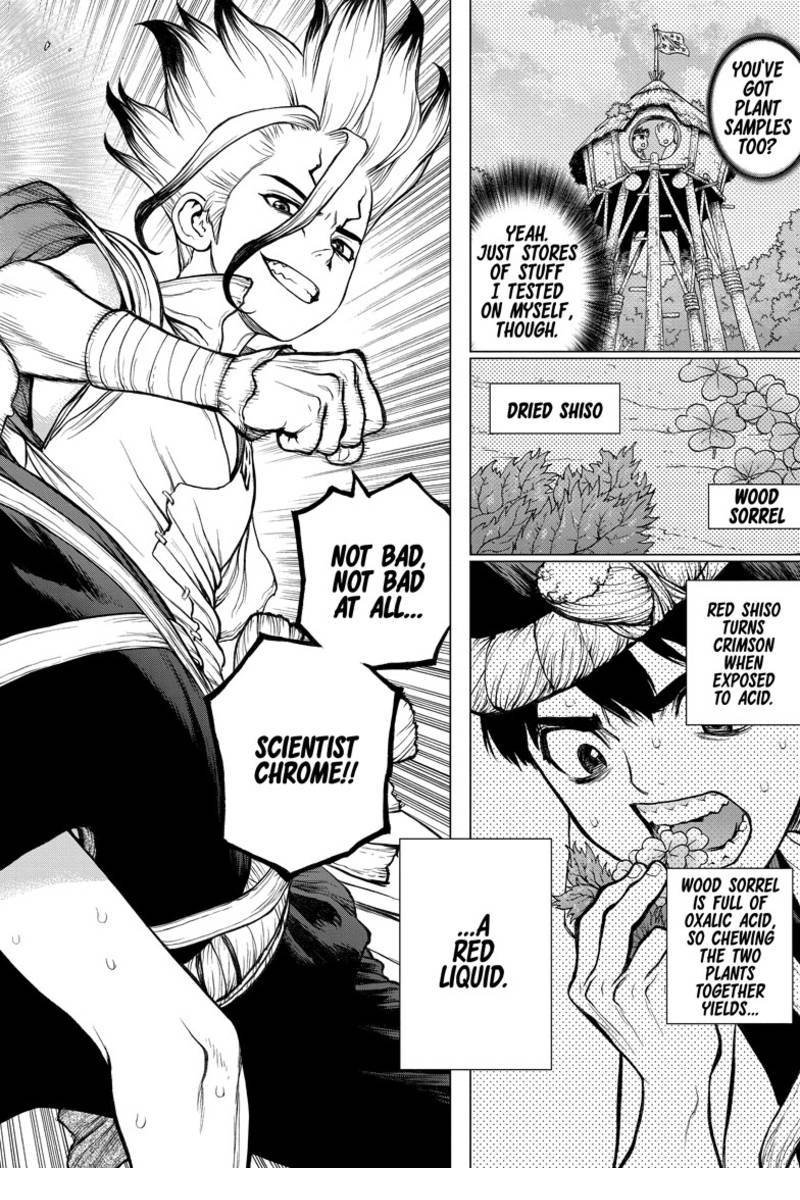 YOU'VE
GOT
PLANT
SAMPLES
TOO?
YEAH.
JUST STORES
OF STUFF
I TESTED
ON MYSELF,
THOUGH.
WOOD
SORREL
DRIED SHISO
RED SHISO
TURNS
CRIMSON
WHEN
EXPOSED
TO ACID.
WOOD SORREL
IS FULL OF
OXALIC ACID,
SO CHEWING
THE TWO
PLANTS
TOGETHER
YIELDS...
...A
RED
LIQUID.
NOT BAD,
NOT BAD
AT ALL...
SCIENTIST
CHROME!!